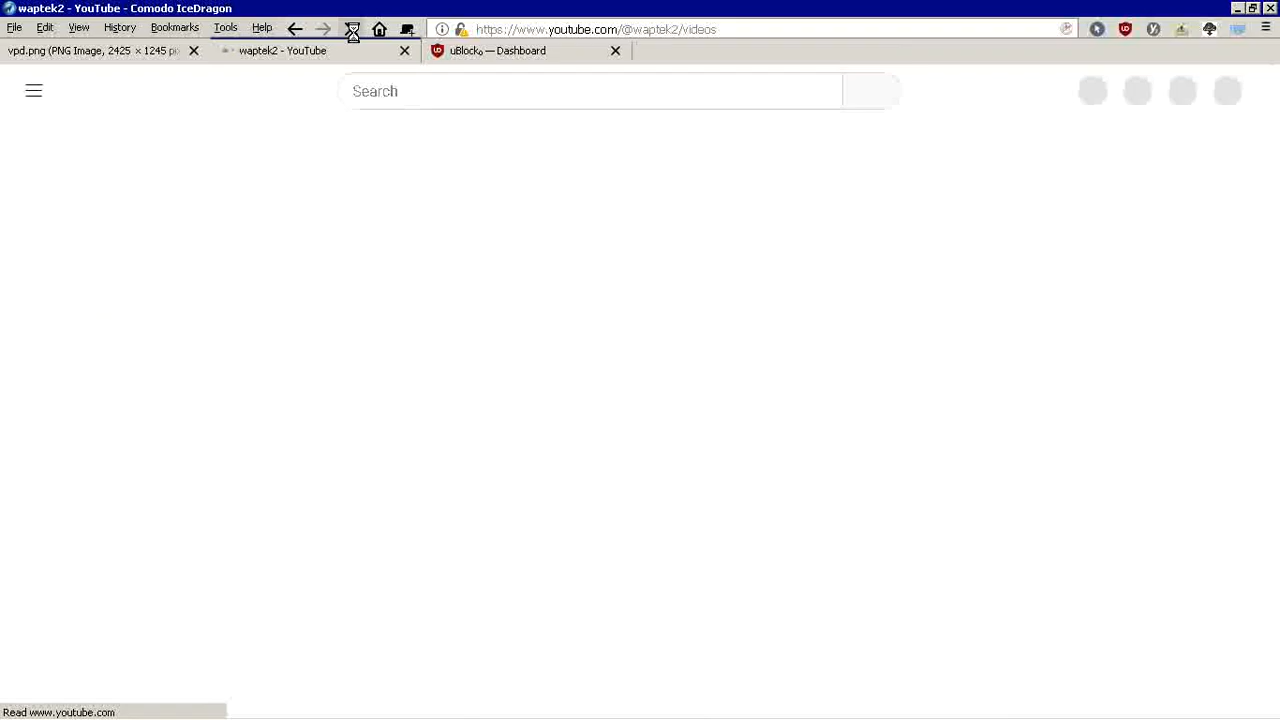 waptek2 - YouTube - Comodo IceDragon
File Edit View History Bookmarks Tools Help
https://www.youtube.com/@waptek2/videos
vpd.png (PNG Image, 2425 × 1245 pi
waptek2 - YouTube
uBlock₀ — Dashboard
Search
Read www.youtube.com